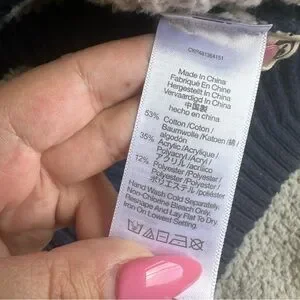 Made In China
Fabriqué En Chine
Hergestellt In China
Vervaardigd In China
中国製
hecho en china
53% Cotton /Coton /
Baumwolle /Katoen /綿/
algodón
35% Acrylic /Acrylique /
Polyacryl /Acryl /
アクリル /acrílico
12% Polyester /Polyester /
Polyester /Polyester /
ポリエステル /poliéster
Hand Wash Cold Separately.
Non-Chlorine Bleach Only.
Reshape And Lay Flat To Dry.
Iron On Lowest Setting.